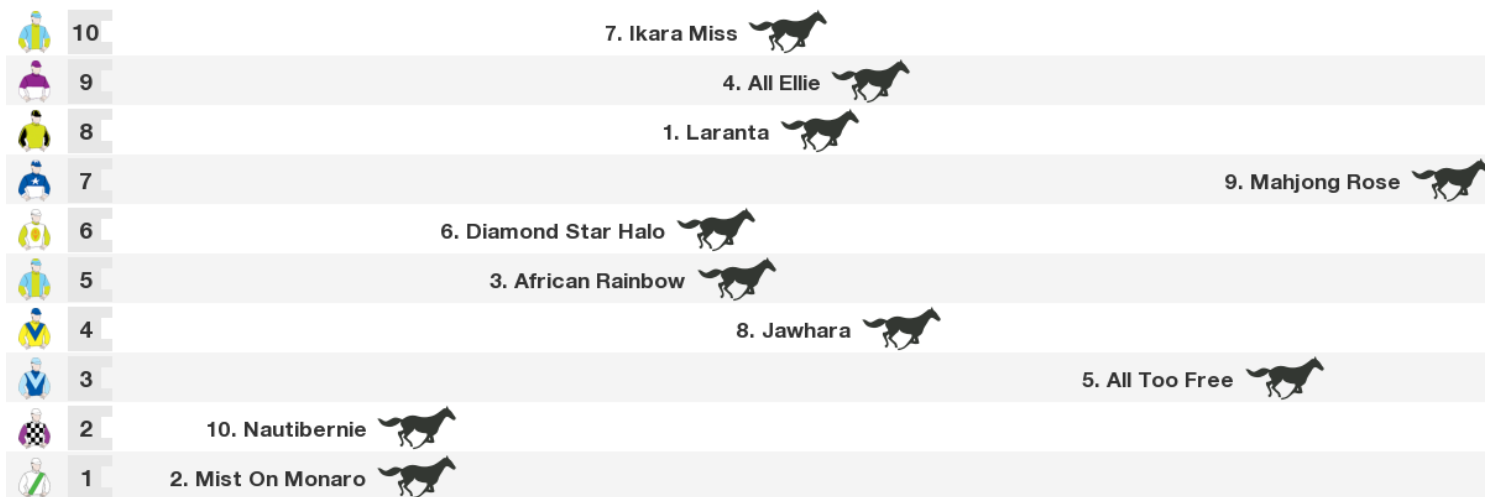 10 7. Ikara Miss
9 4. All Ellie
8 1. Laranta
7 9. Mahjong Rose
6 6. Diamond Star Halo
5 3. African Rainbow
4 8. Jawhara
3 5. All Too Free
2 10. Nautibernie
1 2. Mist On Monaro